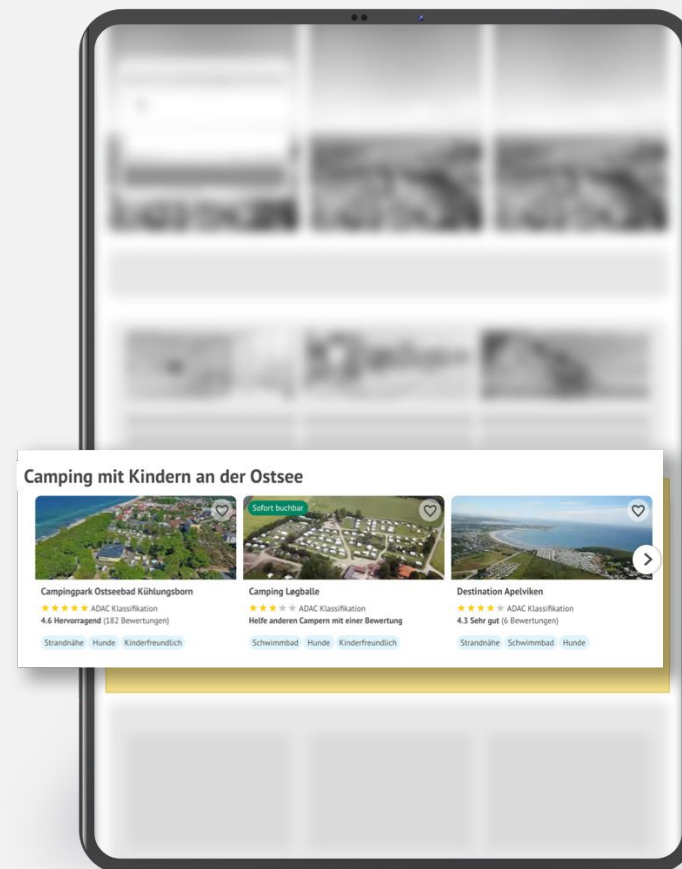 Camping mit Kindern an der Ostsee
Sofort buchbar
Campingpark Ostseebad Kühlungsborn
ADAC Klassifikation
4.6 Hervorragend (182 Bewertungen)
Strandnähe Hunde Kinderfreundlich
Camping Løgballe
ADAC Klassifikation
Helfe anderen Campern mit einer Bewertung
Schwimmbad Hunde Kinderfreundlich
Destination Apelviken
ADAC Klassifikation
4.3 Sehr gut (6 Bewertungen)
Strandnähe Schwimmbad Hunde